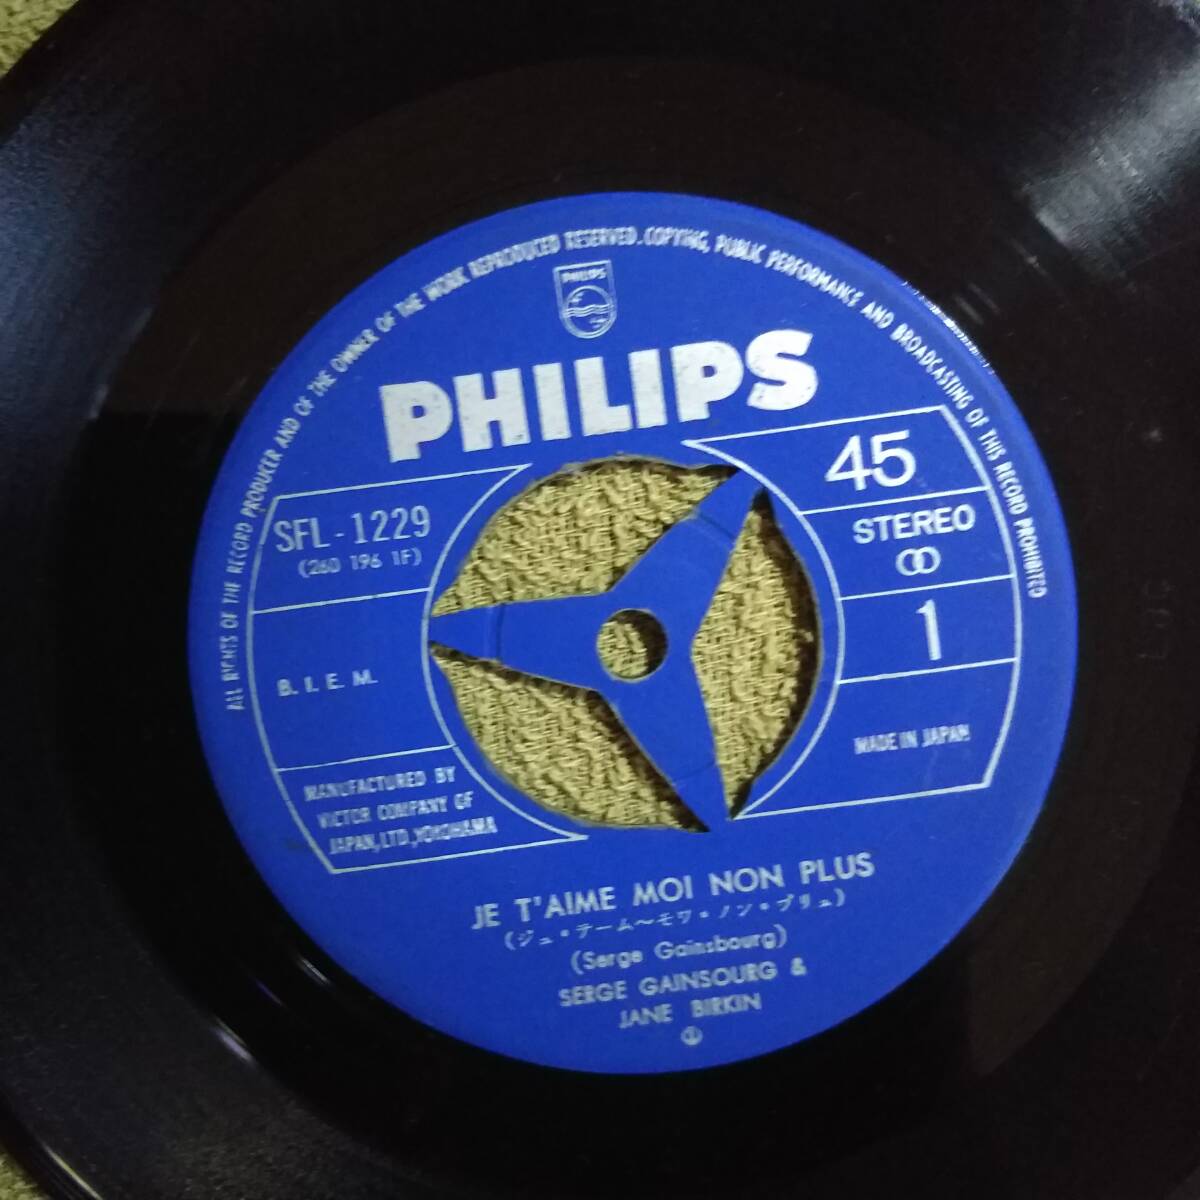 ALL RIGHTS OF THE RECORD PRODUCER AND OF THE OWNER OF THE WORK REPRODUCED RESERVED. COPYING, PUBLIC PERFORMANCE AND BROADCASTING OF THIS RECORD PROHIBITED
PHILIPS
PHILIPS
SFL-1229
(260 196 1F)
B. I. E. M.
MANUFACTURED BY
VICTOR COMPANY OF
JAPAN, LTD., YOKOHAMA
45
STEREO
1
MADE IN JAPAN
JE T'AIME MOI NON PLUS
(ジュ・テーム～モワ・ノン・プリュ)
(Serge Gainsbourg)
SERGE GAINSOURG &
JANE BIRKIN